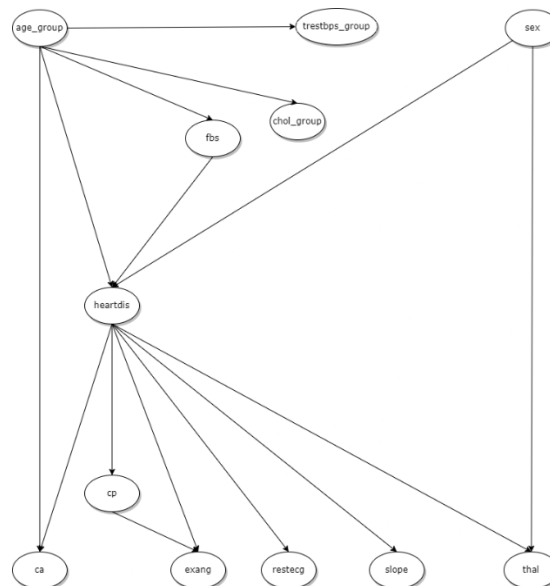 age_group
trestbps_group
sex
chol_group
fbs
heartdis
cp
ca
exang
restecg
slope
thal